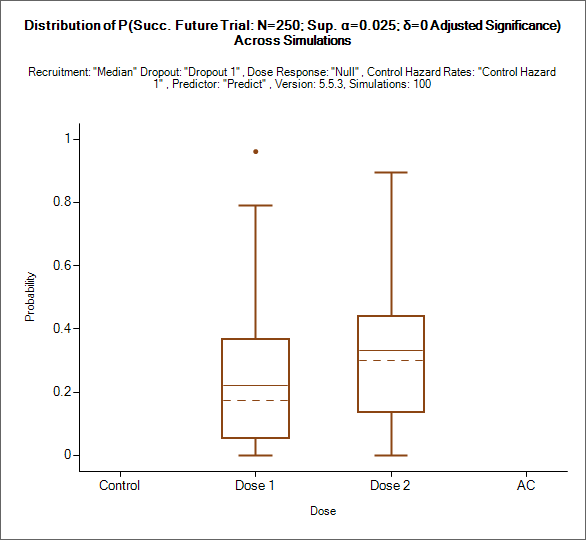 Distribution of P(Succ. Future Trial: N=250; Sup. α=0.025; δ=0 Adjusted Significance)
Across Simulations
Recruitment: "Median" Dropout: "Dropout 1" , Dose Response: "Null" , Control Hazard Rates: "Control Hazard
1" , Predictor: "Predict" , Version: 5.5.3, Simulations: 100
1
0.8
0.6
0.4
0.2
0
Probability
Control Dose 1 Dose 2 AC
Dose